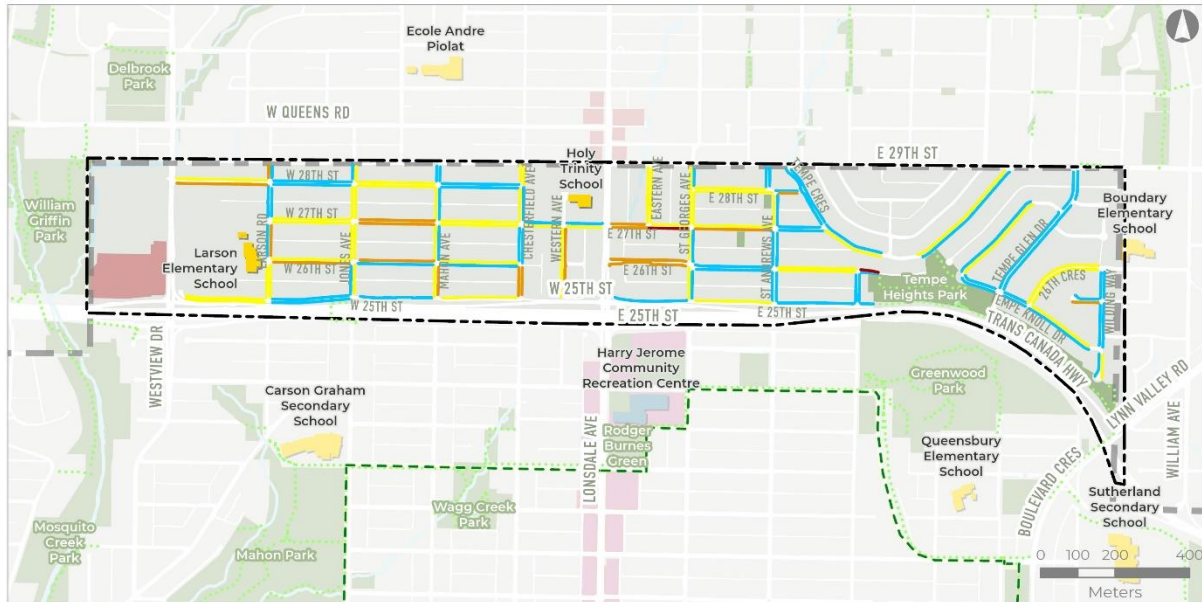 Ecole Andre
Piolat
Delbrook
Park
W QUEENS RD
E 29TH ST
Holy
Trinity
School
W 28TH ST
TEMPE CRES
EASTERN AVE
William
Griffin
Park
LARSON RD
W 27TH ST
JONES AVE
MAHON AVE
CHESTERFIELD AVE
WESTERN AVE
ST GEORGES AVE
E 28TH ST
E 27TH ST
Boundary
Elementary
School
Larson
Elementary
School
W 26TH ST
E 26TH ST
ST ANDREWS AVE
TEMPE GLEN DR
26TH CRES
WILDING WAY
Tempe
Heights Park
TEMPE KNOLL DR
W 25TH ST
W 25TH ST
E 25TH ST
E 25TH ST
TRANS CANADA HWY
WESTVIEW DR
Harry Jerome
Community
Recreation Centre
Greenwood
Park
LYNN VALLEY RD
Carson Graham
Secondary
School
Rodger
Burnes
Green
LONSDALE AVE
Queensbury
Elementary
School
BOULEVARD CRES
WILLIAM AVE
Sutherland
Secondary
School
Wagg Creek
Park
Mosquito
Creek Park
Mahon Park
0 100 200 400
Meters